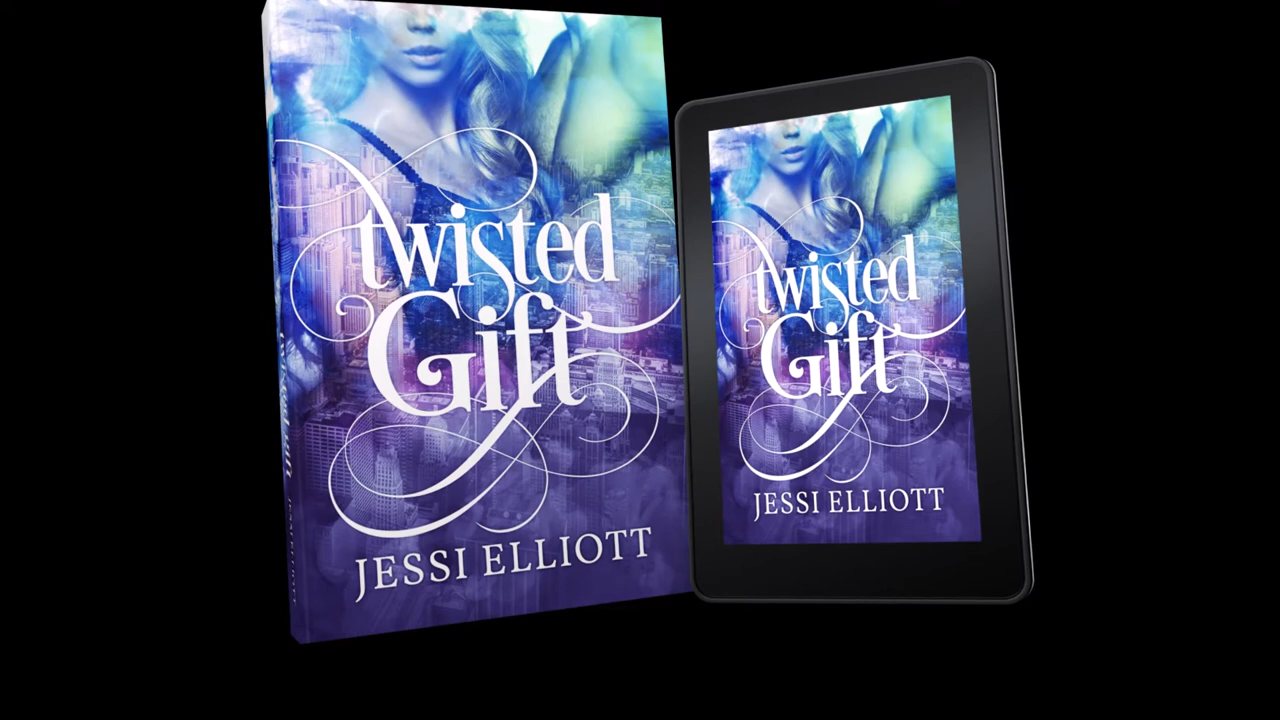 twisted
Gift
JESSI ELLIOTT
twisted
Gift
JESSI ELLIOTT